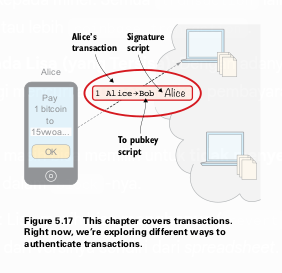 Alice's
transaction
Signature
script
Alice
1 Alice→Bob Alice
Pay
1 bitcoin
to
15vwoa...
OK
To pubkey
script
Figure 5.17 This chapter covers transactions.
Right now, we're exploring different ways to
authenticate transactions.